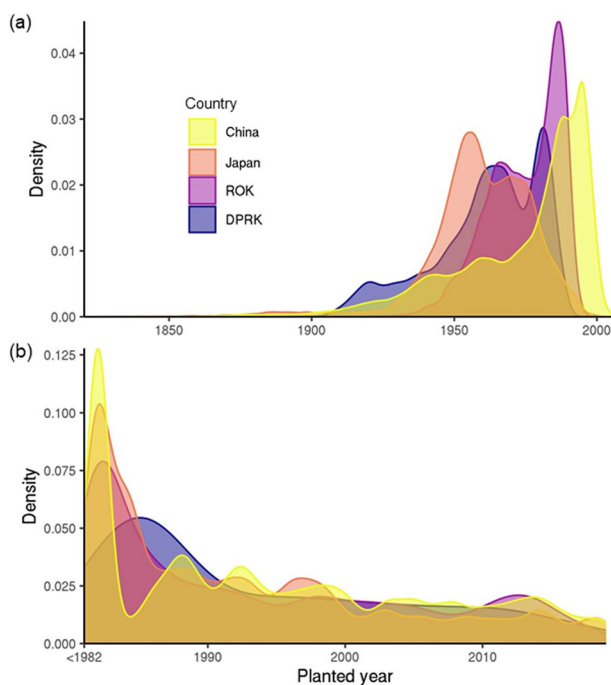 (a)
0.04
0.03
0.02
0.01
0.00
Density
Country
China
Japan
ROK
DPRK
1850
1900
1950
2000
(b)
0.125
0.100
0.075
0.050
0.025
0.000
Density
<1982
1990
2000
2010
Planted year